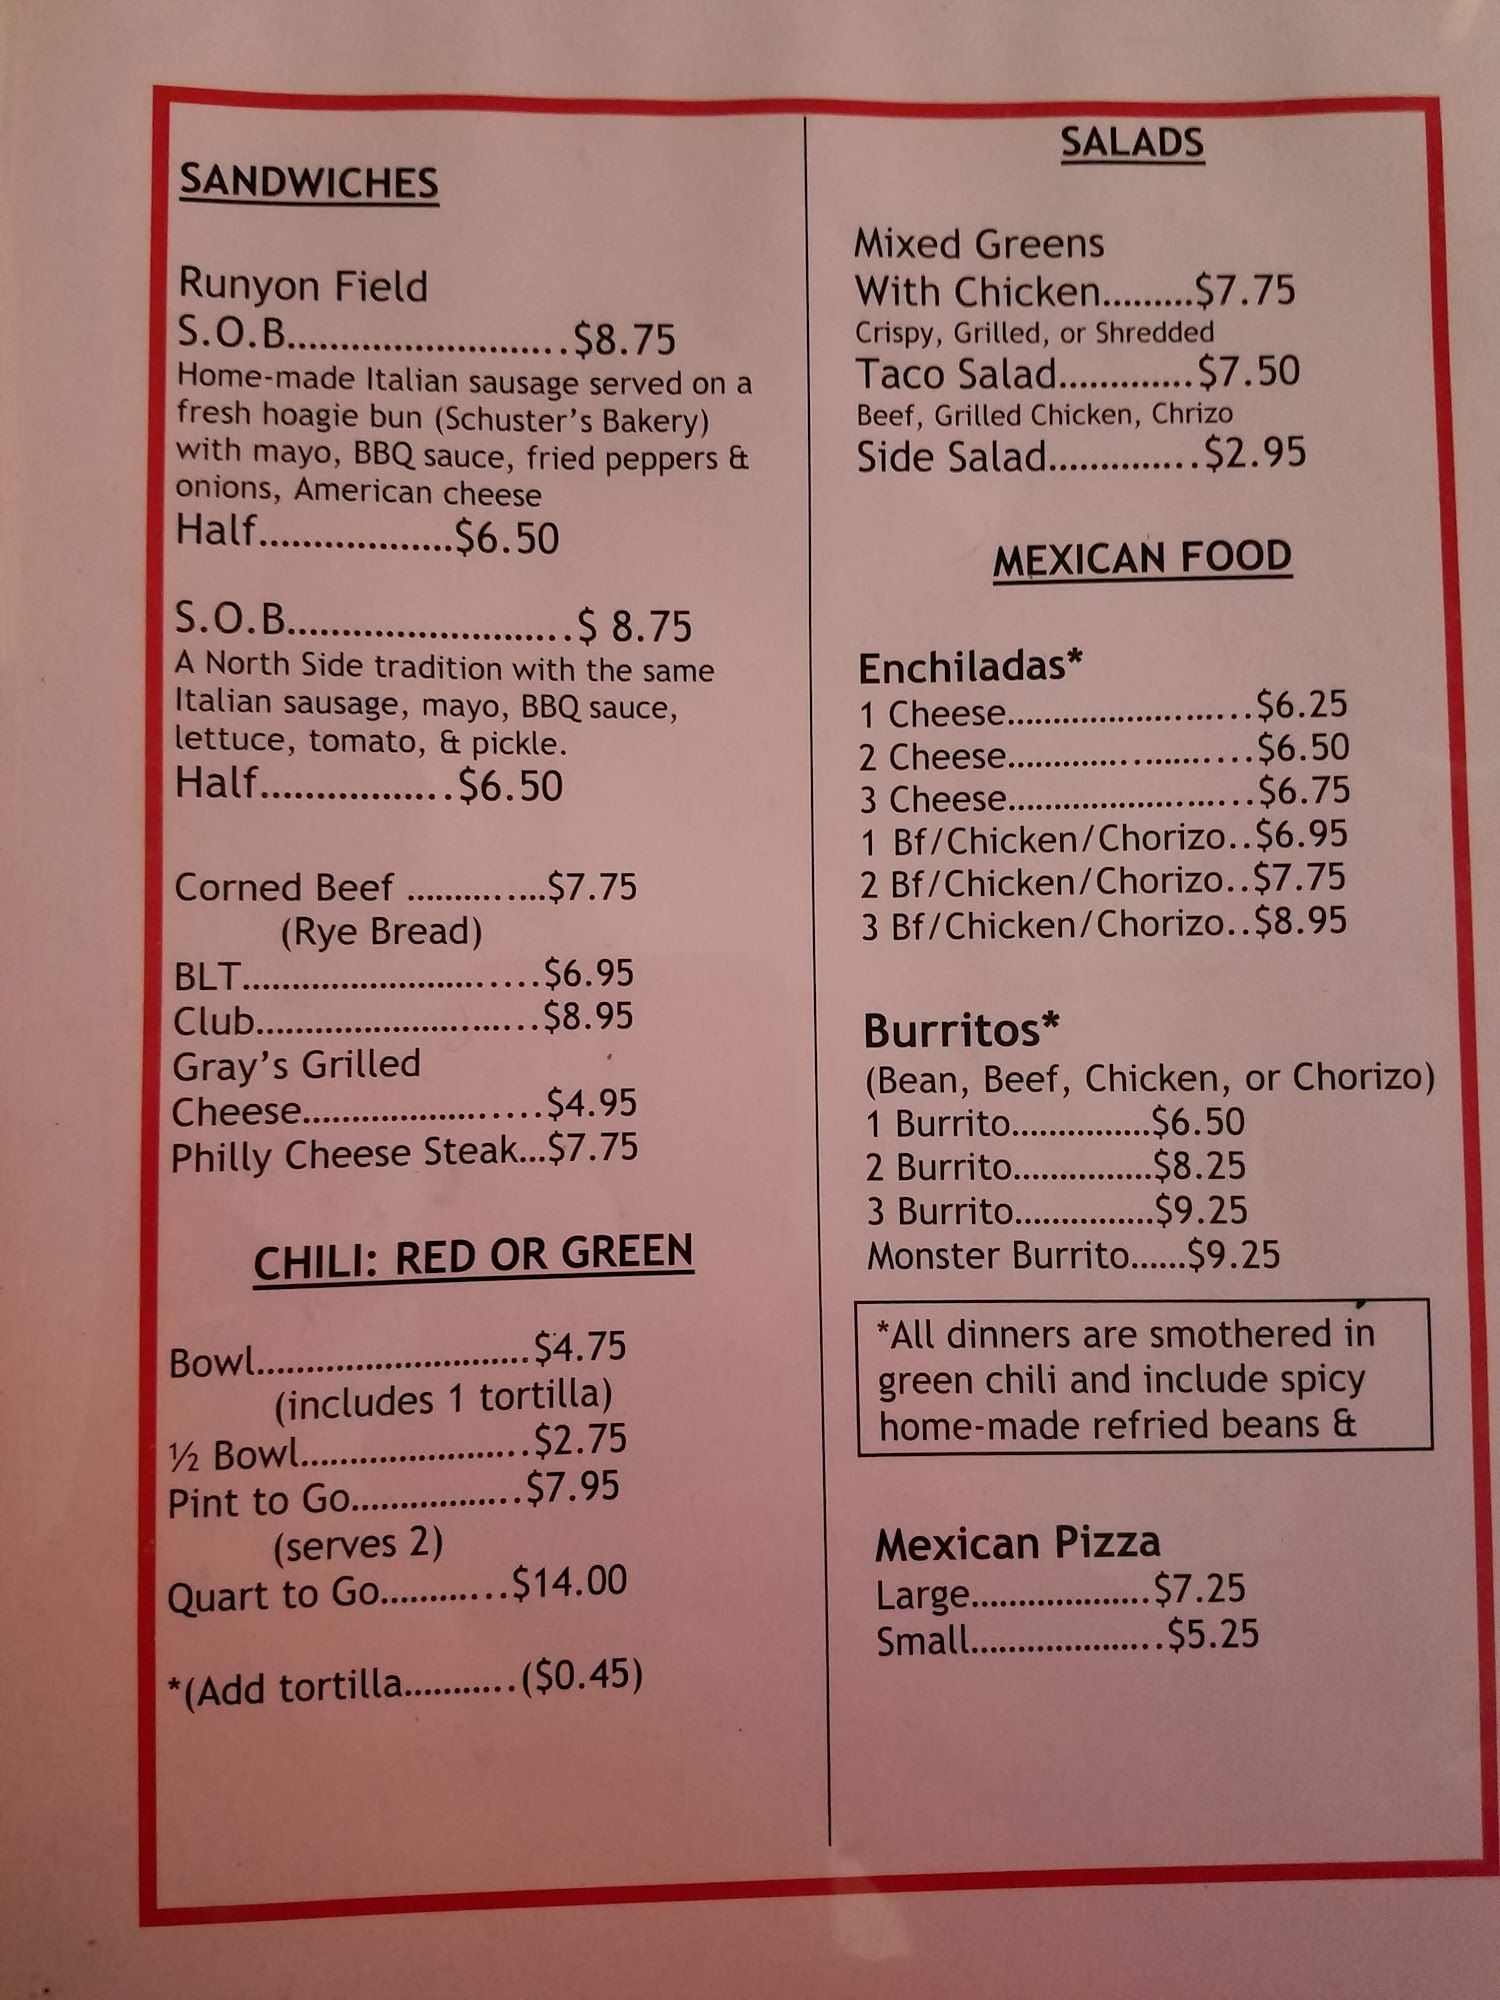 SANDWICHES
Runyon Field
S.O.B...........................$8.75
Home-made Italian sausage served on a
fresh hoagie bun (Schuster's Bakery)
with mayo, BBQ sauce, fried peppers &
onions, American cheese
Half..................$6.50
S.O.B...........................$ 8.75
A North Side tradition with the same
Italian sausage, mayo, BBQ sauce,
lettuce, tomato, & pickle.
Half..................$6.50
Corned Beef ............$7.75
(Rye Bread)
BLT............................$6.95
Club...........................$8.95
Gray's Grilled
Cheese.......................$4.95
Philly Cheese Steak...$7.75
CHILI: RED OR GREEN
Bowl...........................$4.75
(includes 1 tortilla)
½ Bowl.......................$2.75
Pint to Go..................$7.95
(serves 2)
Quart to Go............$14.00
*(Add tortilla...........($0.45)
SALADS
Mixed Greens
With Chicken.........$7.75
Crispy, Grilled, or Shredded
Taco Salad.............$7.50
Beef, Grilled Chicken, Chrizo
Side Salad..............$2.95
MEXICAN FOOD
Enchiladas*
1 Cheese........................$6.25
2 Cheese........................$6.50
3 Cheese........................$6.75
1 Bf/Chicken/Chorizo..$6.95
2 Bf/Chicken/Chorizo..$7.75
3 Bf/Chicken/Chorizo..$8.95
Burritos*
(Bean, Beef, Chicken, or Chorizo)
1 Burrito...............$6.50
2 Burrito...............$8.25
3 Burrito...............$9.25
Monster Burrito......$9.25
*All dinners are smothered in
green chili and include spicy
home-made refried beans &
Mexican Pizza
Large...................$7.25
Small....................$5.25